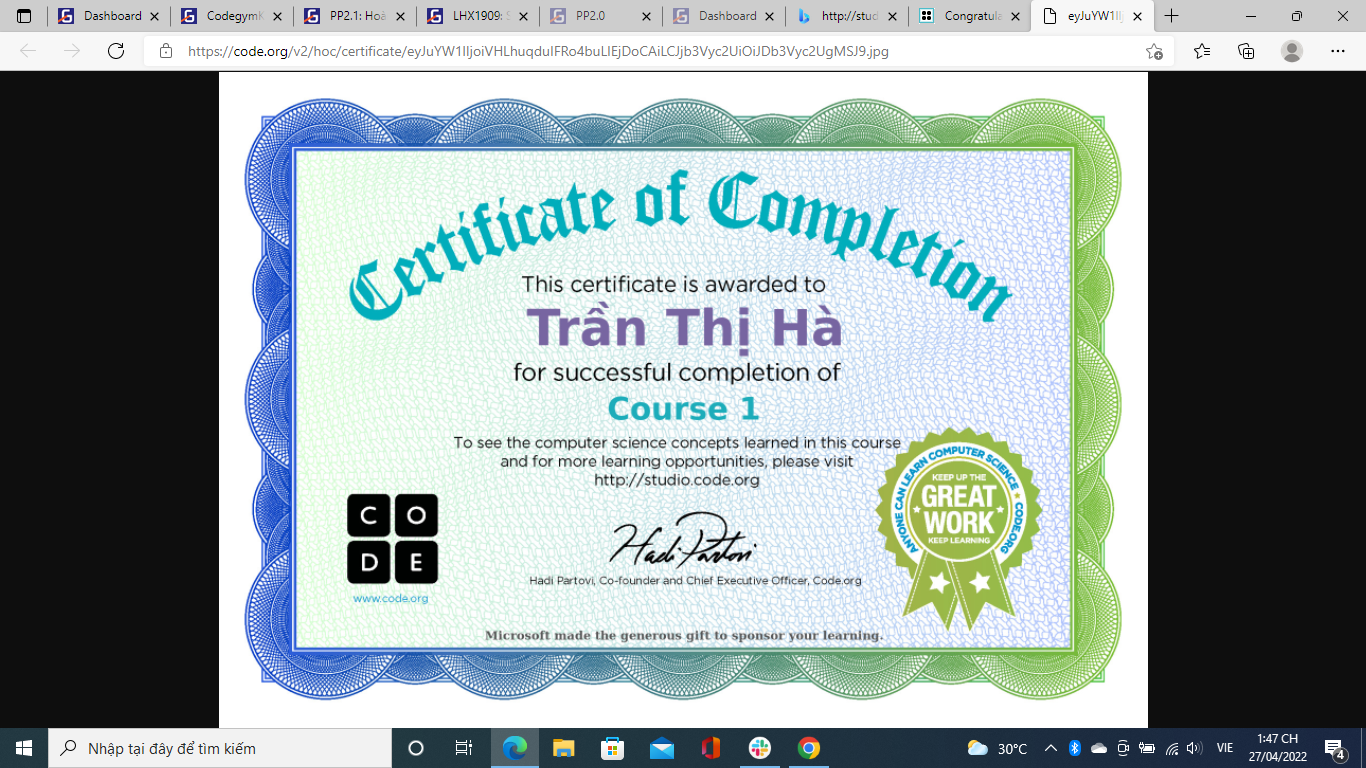 Dashboard
CodegymX
PP2.1: Hoà
LHX1909: S
PP2.0
Dashboard
http://stud
Congratula
eyJuYW1lIj
https://code.org/v2/hoc/certificate/eyJuYW1lIjoiVHLhuqduIFRo4buLIEjDoCAiLCJjb3Vyc2UiOiJDb3Vyc2UgMSJ9.jpg
Certificate of Completion
This certificate is awarded to
Trần Thị Hà
for successful completion of
Course 1
To see the computer science concepts learned in this course
and for more learning opportunities, please visit
http://studio.code.org
ANYONE CAN LEARN COMPUTER SCIENCE ★ CODE.ORG
KEEP UP THE
GREAT
WORK
KEEP LEARNING
C O
D E
www.code.org
Hadi Partovi
Hadi Partovi, Co-founder and Chief Executive Officer, Code.org
Microsoft made the generous gift to sponsor your learning.
Nhập tại đây để tìm kiếm
30°C
VIE
1:47 CH
27/04/2022
4